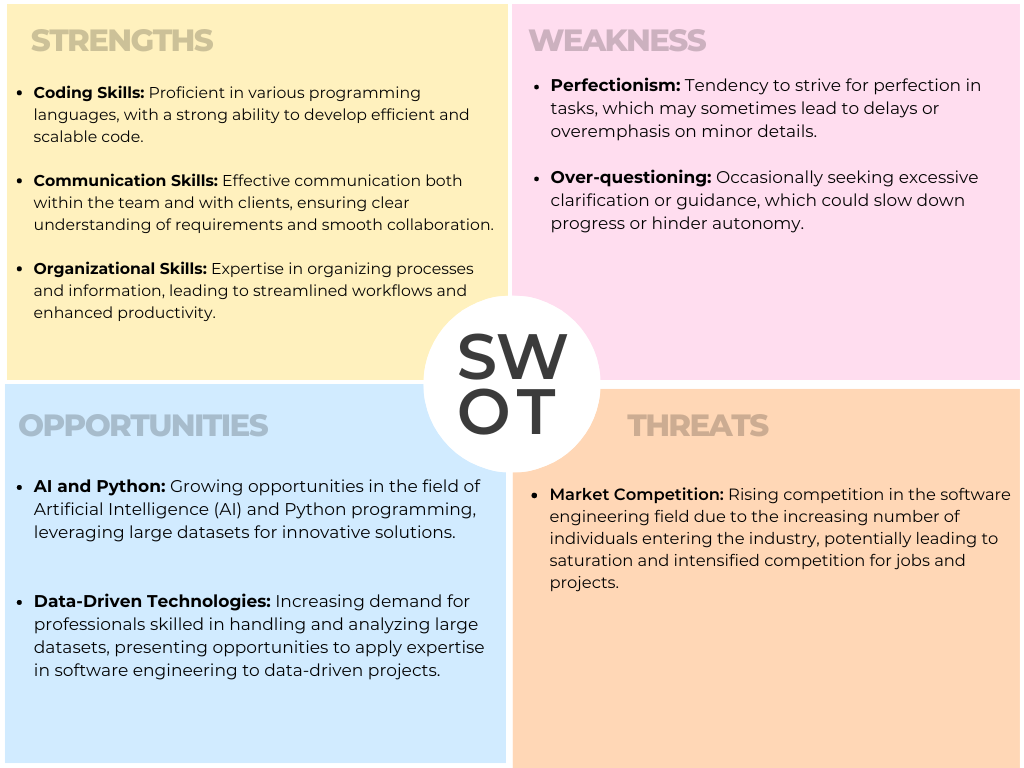 STRENGTHS
• Coding Skills: Proficient in various programming
languages, with a strong ability to develop efficient and
scalable code.
• Communication Skills: Effective communication both
within the team and with clients, ensuring clear
understanding of requirements and smooth collaboration.
• Organizational Skills: Expertise in organizing processes
and information, leading to streamlined workflows and
enhanced productivity.
WEAKNESS
• Perfectionism: Tendency to strive for perfection in
tasks, which may sometimes lead to delays or
overemphasis on minor details.
• Over-questioning: Occasionally seeking excessive
clarification or guidance, which could slow down
progress or hinder autonomy.
SW
OT
OPPORTUNITIES
• AI and Python: Growing opportunities in the field of
Artificial Intelligence (AI) and Python programming,
leveraging large datasets for innovative solutions.
• Data-Driven Technologies: Increasing demand for
professionals skilled in handling and analyzing large
datasets, presenting opportunities to apply expertise
in software engineering to data-driven projects.
THREATS
• Market Competition: Rising competition in the software
engineering field due to the increasing number of
individuals entering the industry, potentially leading to
saturation and intensified competition for jobs and
projects.